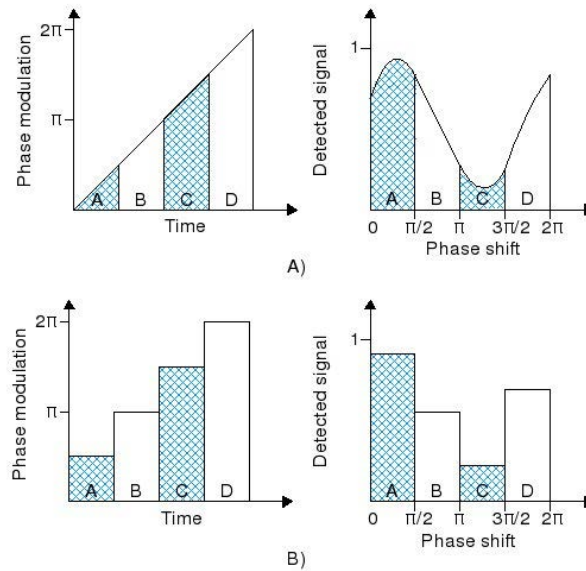 Phase modulation
2π
π
A B C D
Time
Detected signal
1
A B C D
0 π/2 π 3π/2 2π
Phase shift
A)
Phase modulation
2π
π
A B C D
Time
Detected signal
1
A B C D
0 π/2 π 3π/2 2π
Phase shift
B)